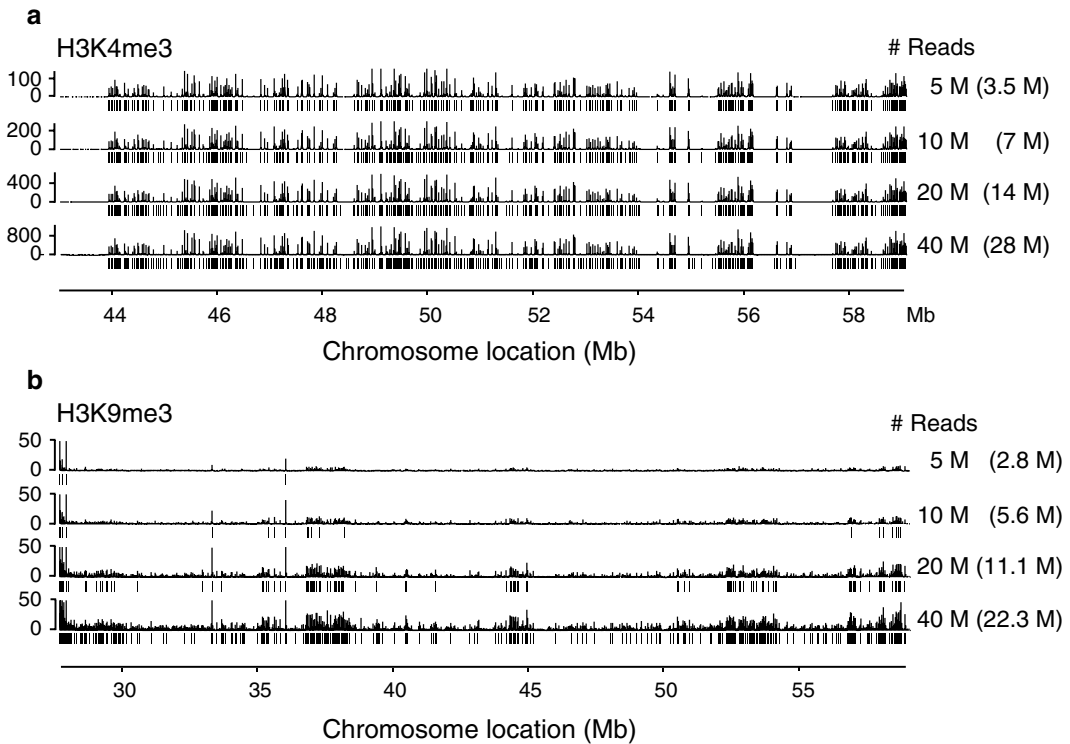 a
H3K4me3
# Reads
100
0
5 M (3.5 M)
200
0
10 M (7 M)
400
0
20 M (14 M)
800
0
40 M (28 M)
44 46 48 50 52 54 56 58 Mb
Chromosome location (Mb)
b
H3K9me3
# Reads
50
0
5 M (2.8 M)
50
0
10 M (5.6 M)
50
0
20 M (11.1 M)
50
0
40 M (22.3 M)
30 35 40 45 50 55
Chromosome location (Mb)